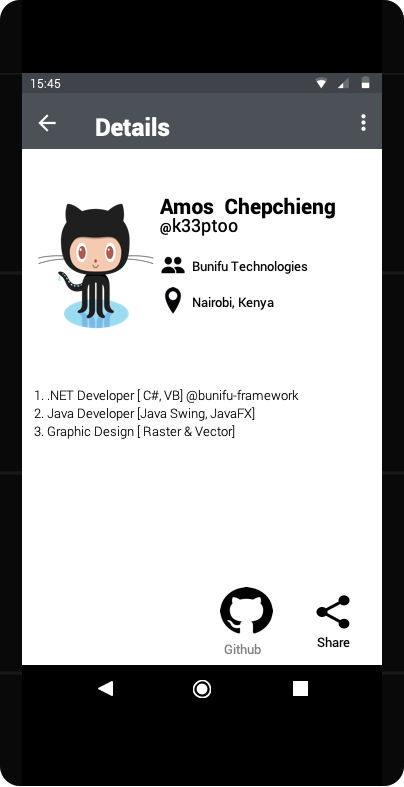 15:45
Details
Amos Chepchieng
@k33ptoo
Bunifu Technologies
Nairobi, Kenya
1. .NET Developer [ C#, VB] @bunifu-framework
2. Java Developer [Java Swing, JavaFX]
3. Graphic Design [ Raster & Vector]
Github
Share